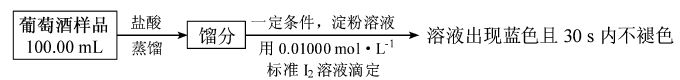 葡萄酒样品
100.00 mL
盐酸
蒸馏
馏分
一定条件，淀粉溶液
用 0.01000 mol·L⁻¹
标准 I₂ 溶液滴定
溶液出现蓝色且 30 s 内不褪色